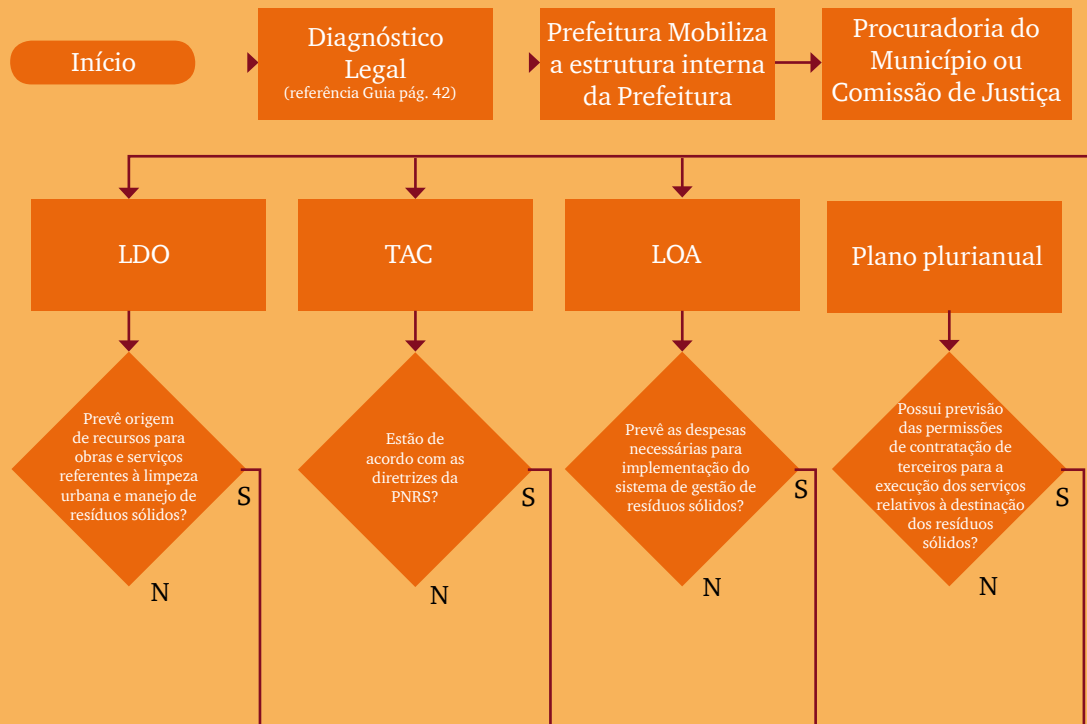 Início
Diagnóstico
Legal
(referência Guia pág. 42)
Prefeitura Mobiliza
a estrutura interna
da Prefeitura
Procuradoria do
Município ou
Comissão de Justiça
LDO
TAC
LOA
Plano plurianual
Prevê origem
de recursos para
obras e serviços
referentes à limpeza
urbana e manejo de
resíduos sólidos?
S
N
Estão de
acordo com as
diretrizes da
PNRS?
S
N
Prevê as despesas
necessárias para
implementação do
sistema de gestão de
resíduos sólidos?
S
N
Possui previsão
das permissões
de contratação de
terceiros para a
execução dos serviços
relativos à destinação
dos resíduos
sólidos?
S
N